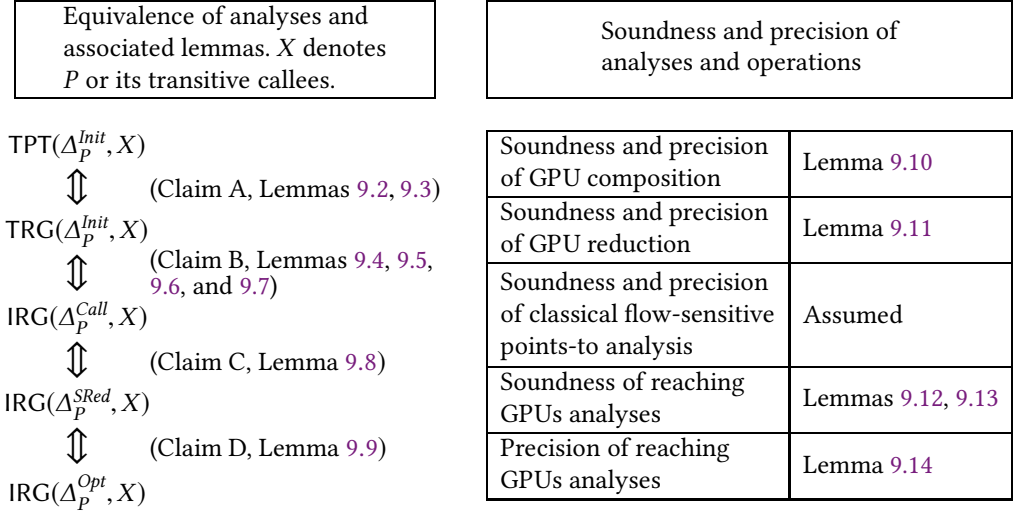 Equivalence of analyses and
associated lemmas. X denotes
P or its transitive callees.
TPT(Δ_P^Init, X)
⇕ (Claim A, Lemmas 9.2, 9.3)
TRG(Δ_P^Init, X)
⇕ (Claim B, Lemmas 9.4, 9.5,
9.6, and 9.7)
IRG(Δ_P^Call, X)
⇕ (Claim C, Lemma 9.8)
IRG(Δ_P^SRed, X)
⇕ (Claim D, Lemma 9.9)
IRG(Δ_P^Opt, X)
Soundness and precision of
analyses and operations
Soundness and precision
of GPU composition
Lemma 9.10
Soundness and precision
of GPU reduction
Lemma 9.11
Soundness and precision
of classical flow-sensitive
points-to analysis
Assumed
Soundness of reaching
GPUs analyses
Lemmas 9.12, 9.13
Precision of reaching
GPUs analyses
Lemma 9.14